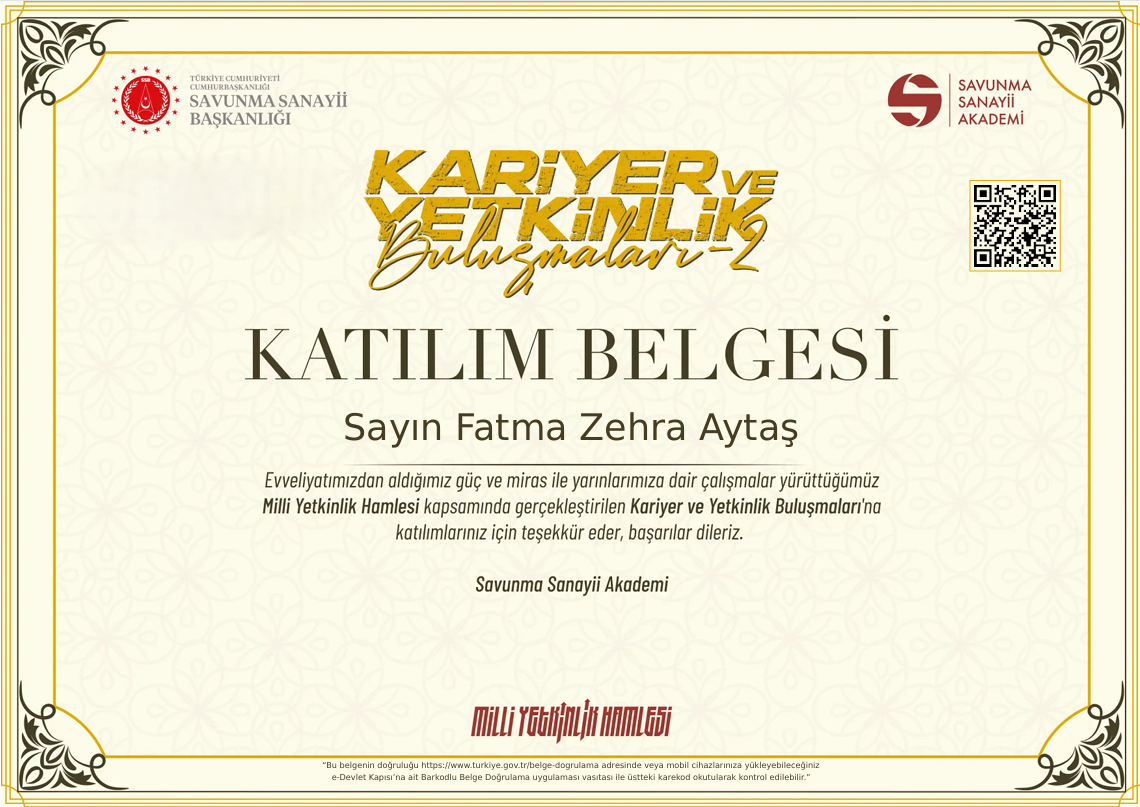 TÜRKİYE CUMHURİYETİ
CUMHURBAŞKANLIĞI
SAVUNMA SANAYİİ
BAŞKANLIĞI
SSB
SAVUNMA
SANAYİİ
AKADEMİ
KARİYER VE
YETKİNLİK
Buluşmaları-2
KATILIM BELGESİ
Sayın Fatma Zehra Aytaş
Evveliyatımızdan aldığımız güç ve miras ile yarınlarımıza dair çalışmalar yürüttüğümüz
Milli Yetkinlik Hamlesi kapsamında gerçekleştirilen Kariyer ve Yetkinlik Buluşmaları'na
katılımlarınız için teşekkür eder, başarılar dileriz.
Savunma Sanayii Akademi
MİLLİ YETKİNLİK HAMLESİ
“Bu belgenin doğruluğu https://www.turkiye.gov.tr/belge-dogrulama adresinde veya mobil cihazlarınıza yükleyebileceğiniz
e-Devlet Kapısı’na ait Barkodlu Belge Doğrulama uygulaması vasıtası ile üstteki karekod okutularak kontrol edilebilir.”